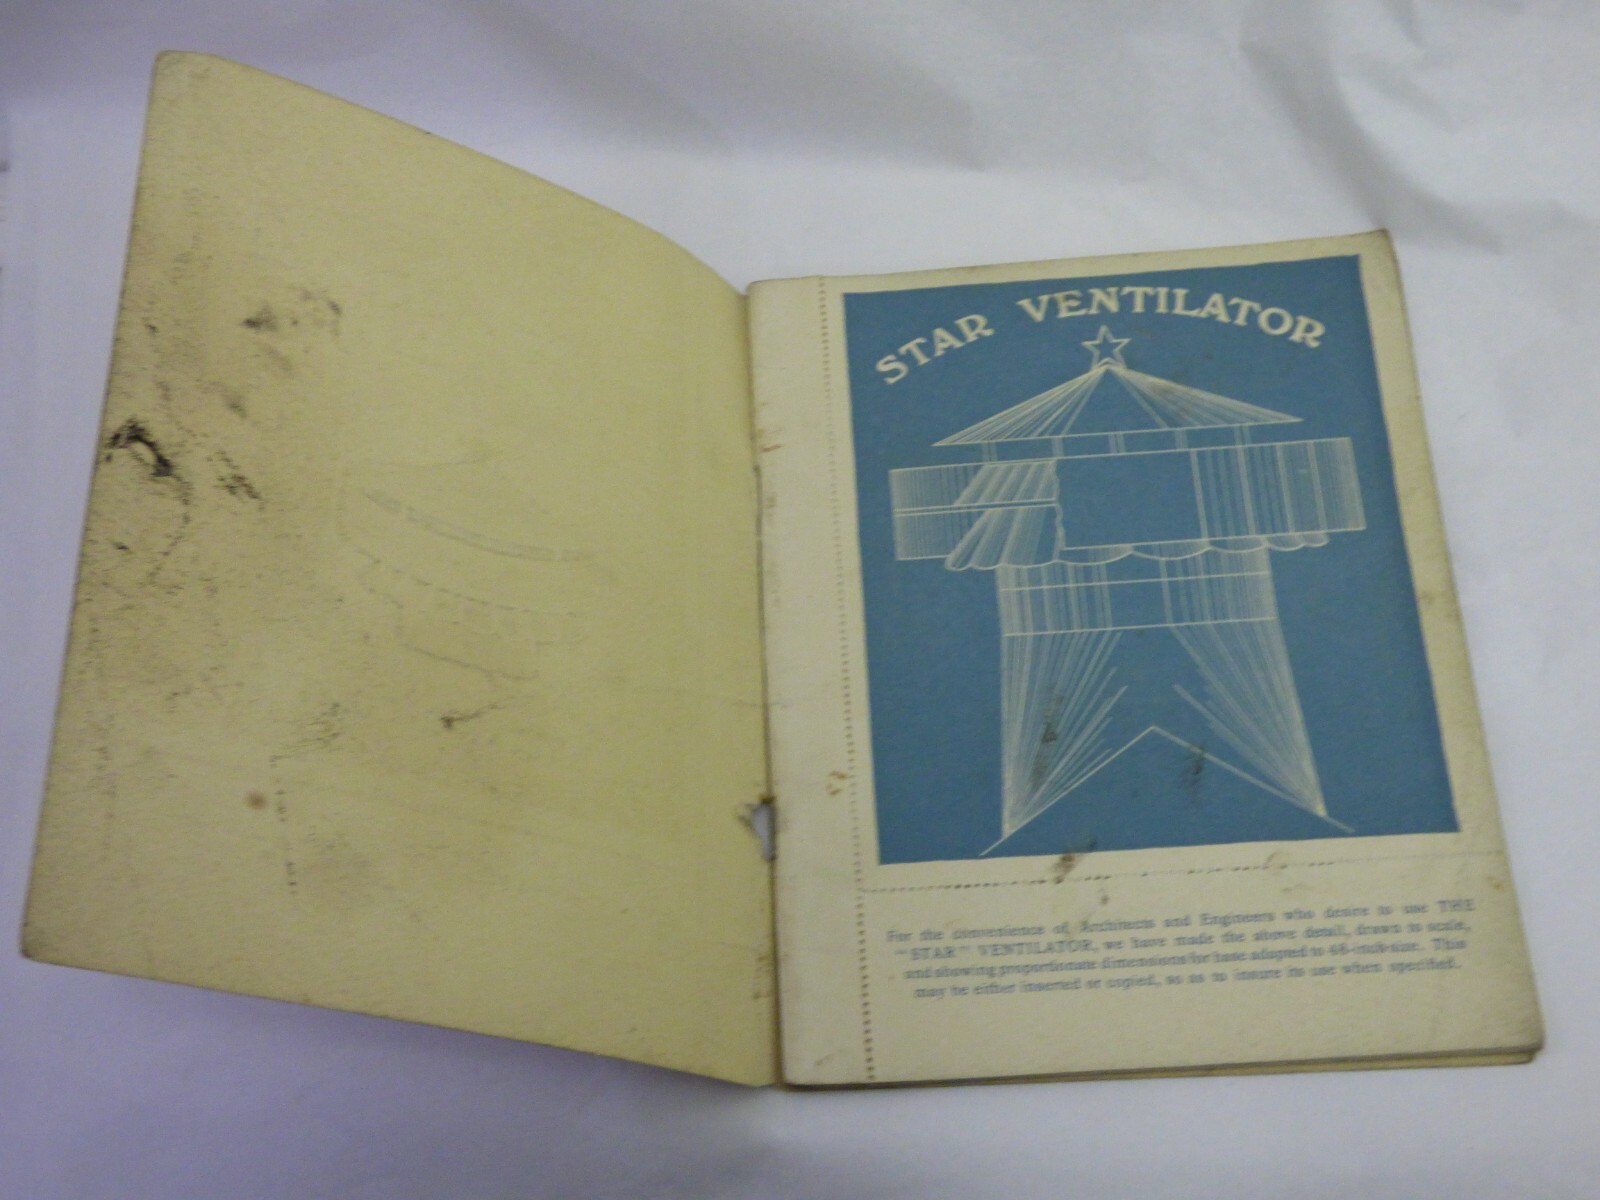 STAR VENTILATOR
For the convenience of Architects and Engineers who desire to use THE
"STAR" VENTILATOR, we have made the above detail, drawn to scale,
and showing proportionate dimensions for base adapted to 48-inch size. This
may be either inserted or copied, so as to insure its use when specified.